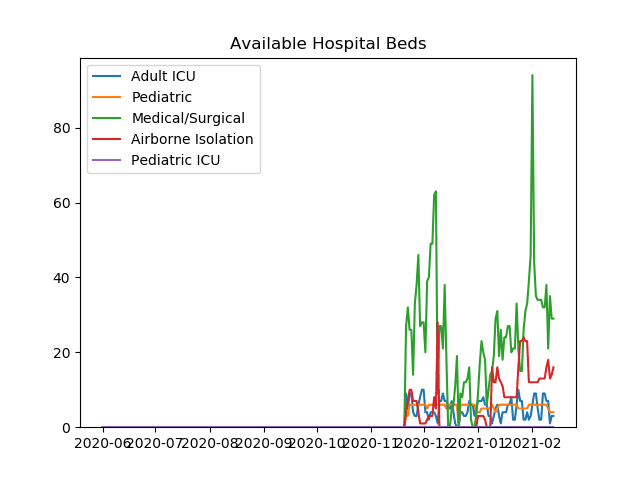 Available Hospital Beds
Adult ICU
Pediatric
Medical/Surgical
Airborne Isolation
Pediatric ICU
80
60
40
20
0
2020-06 2020-07 2020-08 2020-09 2020-10 2020-11 2020-12 2021-01 2021-02